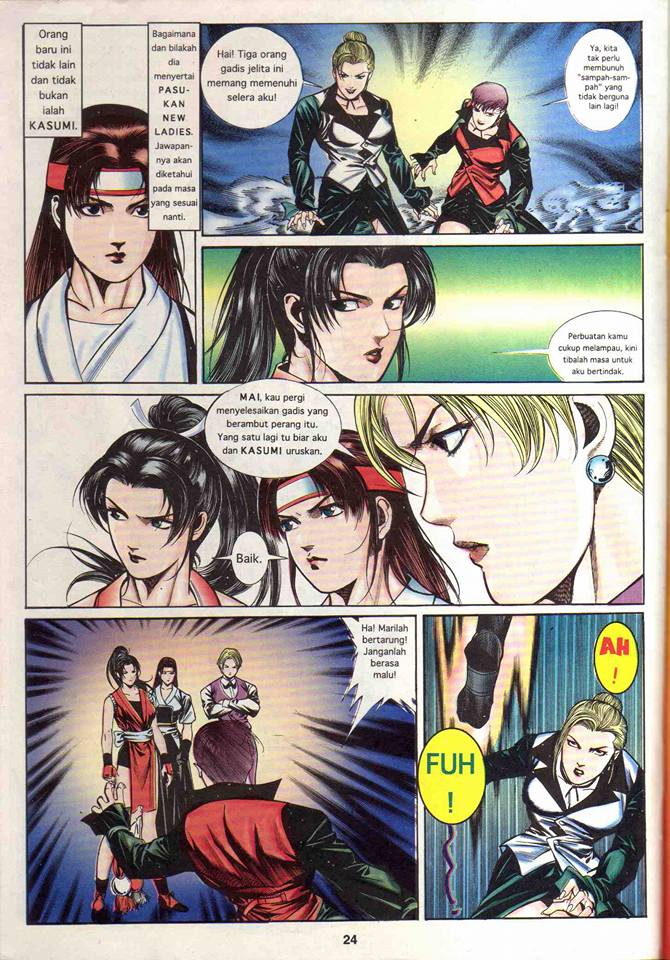 Orang
baru ini
tidak lain
dan tidak
bukan
ialah
KASUMI.
Bagaimana
dan bilakah
dia
menyertai
PASU-
KAN
NEW
LADIES.
Jawapan-
nya akan
diketahui
pada masa
yang sesuai
nanti.
Hai! Tiga orang
gadis jelita ini
memang memenuhi
selera aku!
Ya, kita
tak perlu
membunuh
"sampah-sam-
pah" yang
tidak berguna
lain lagi!
Perbuatan kamu
cukup melampau, kini
tibalah masa untuk
aku bertindak.
MAI, kau pergi
menyelesaikan gadis yang
berambut perang itu.
Yang satu lagi tu biar aku
dan KASUMI uruskan.
Baik.
Ha! Marilah
bertarung!
Janganlah
berasa
malu!
AH
!
FUH
!
24